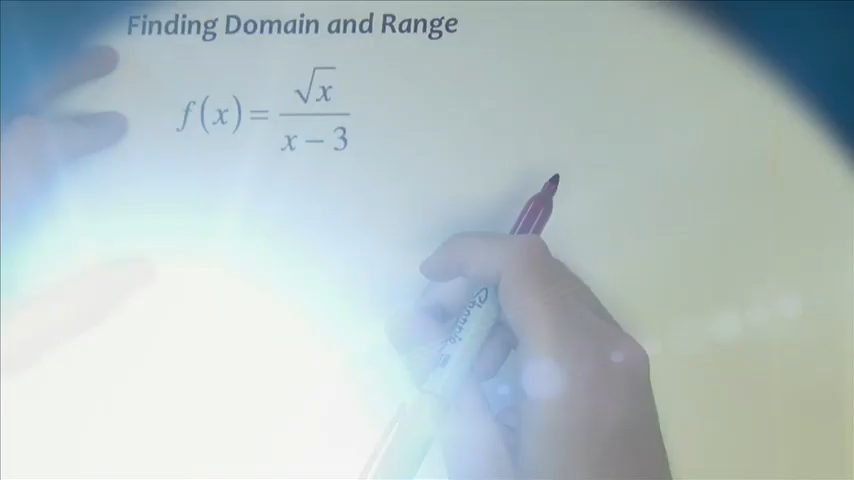 Finding Domain and Range
f(x) = √x / x − 3
Sharpie